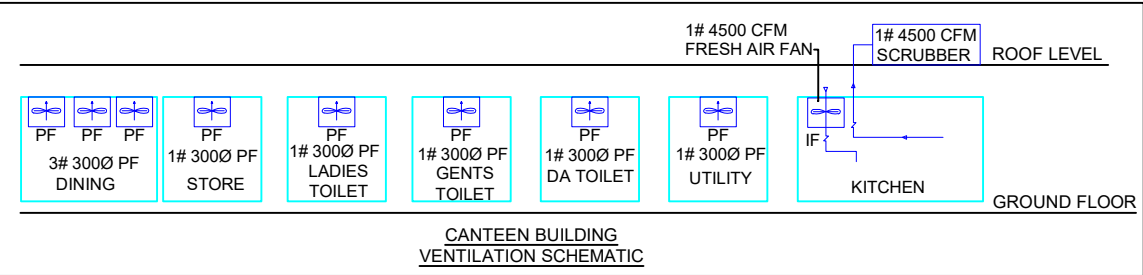 1# 4500 CFM
FRESH AIR FAN
1# 4500 CFM
SCRUBBER
ROOF LEVEL
PF PF PF
3# 300Ø PF
DINING
PF
1# 300Ø PF
STORE
PF
1# 300Ø PF
LADIES
TOILET
PF
1# 300Ø PF
GENTS
TOILET
PF
1# 300Ø PF
DA TOILET
PF
1# 300Ø PF
UTILITY
IF
KITCHEN
GROUND FLOOR
CANTEEN BUILDING
VENTILATION SCHEMATIC